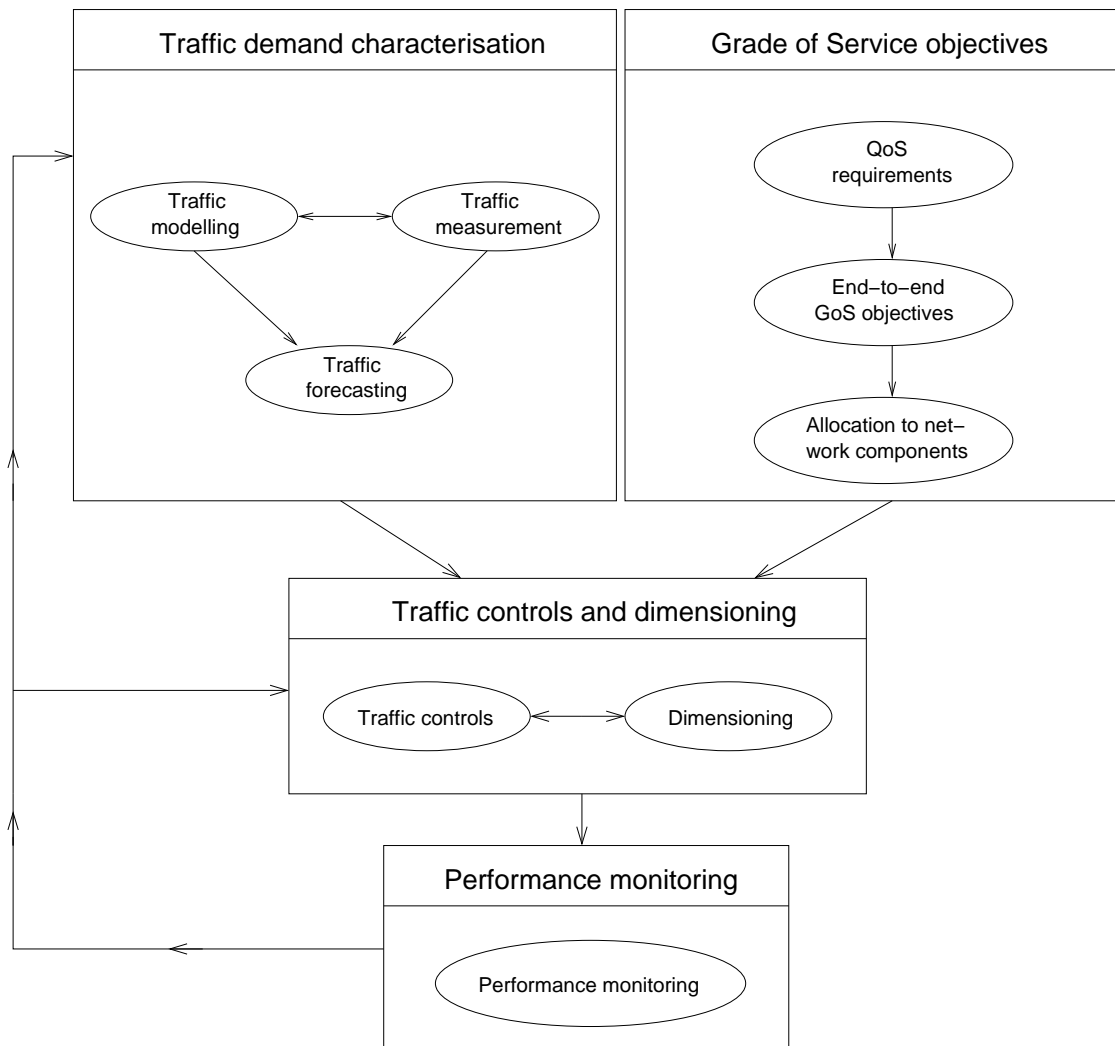 Traffic demand characterisation
Traffic
modelling
Traffic
measurement
Traffic
forecasting
Grade of Service objectives
QoS
requirements
End−to−end
GoS objectives
Allocation to net−
work components
Traffic controls and dimensioning
Traffic controls
Dimensioning
Performance monitoring
Performance monitoring